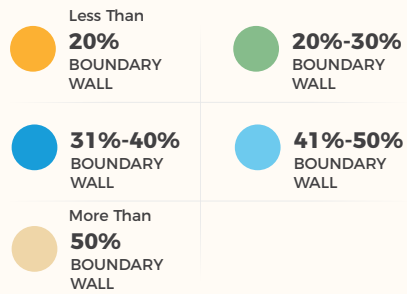 Less Than
20%
BOUNDARY
WALL
20%-30%
BOUNDARY
WALL
31%-40%
BOUNDARY
WALL
41%-50%
BOUNDARY
WALL
More Than
50%
BOUNDARY
WALL